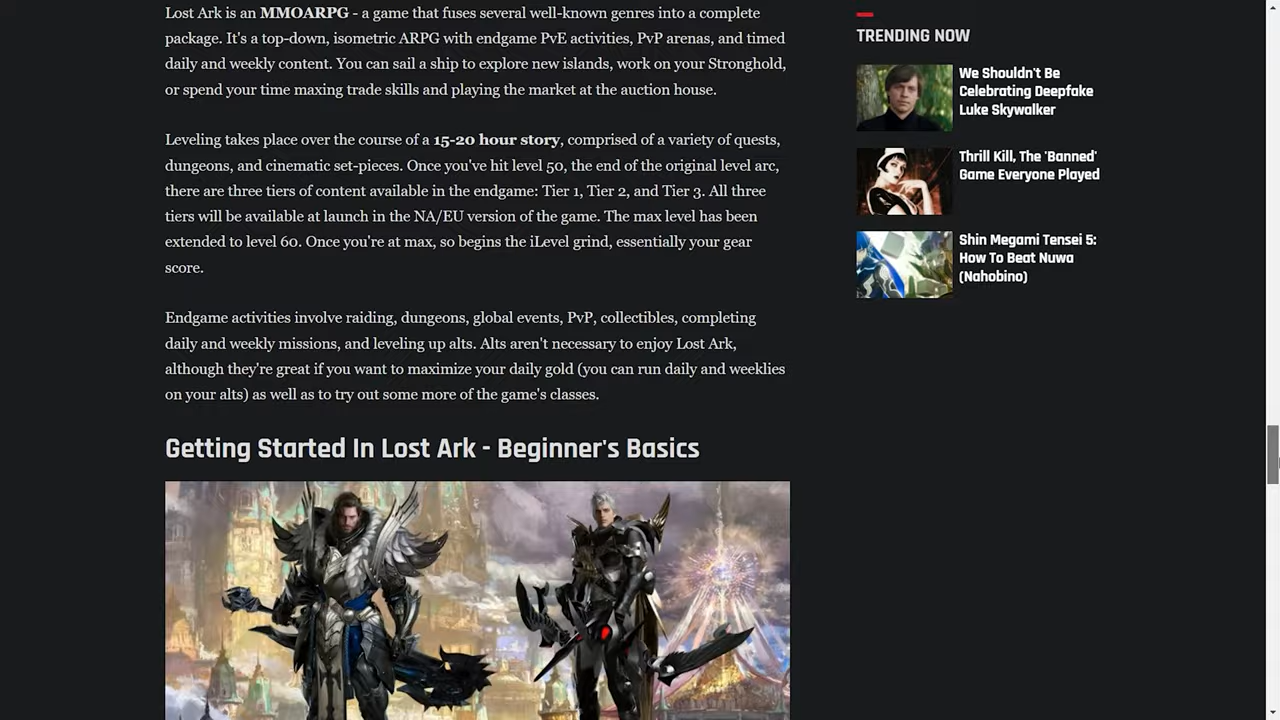 Lost Ark is an MMOARPG - a game that fuses several well-known genres into a complete
package. It's a top-down, isometric ARPG with endgame PvE activities, PvP arenas, and timed
daily and weekly content. You can sail a ship to explore new islands, work on your Stronghold,
or spend your time maxing trade skills and playing the market at the auction house.
Leveling takes place over the course of a 15-20 hour story, comprised of a variety of quests,
dungeons, and cinematic set-pieces. Once you've hit level 50, the end of the original level arc,
there are three tiers of content available in the endgame: Tier 1, Tier 2, and Tier 3. All three
tiers will be available at launch in the NA/EU version of the game. The max level has been
extended to level 60. Once you're at max, so begins the iLevel grind, essentially your gear
score.
Endgame activities involve raiding, dungeons, global events, PvP, collectibles, completing
daily and weekly missions, and leveling up alts. Alts aren't necessary to enjoy Lost Ark,
although they're great if you want to maximize your daily gold (you can run daily and weeklies
on your alts) as well as to try out some more of the game's classes.
Getting Started In Lost Ark - Beginner's Basics
TRENDING NOW
We Shouldn't Be
Celebrating Deepfake
Luke Skywalker
Thrill Kill, The 'Banned'
Game Everyone Played
Shin Megami Tensei 5:
How To Beat Nuwa
(Nahobino)